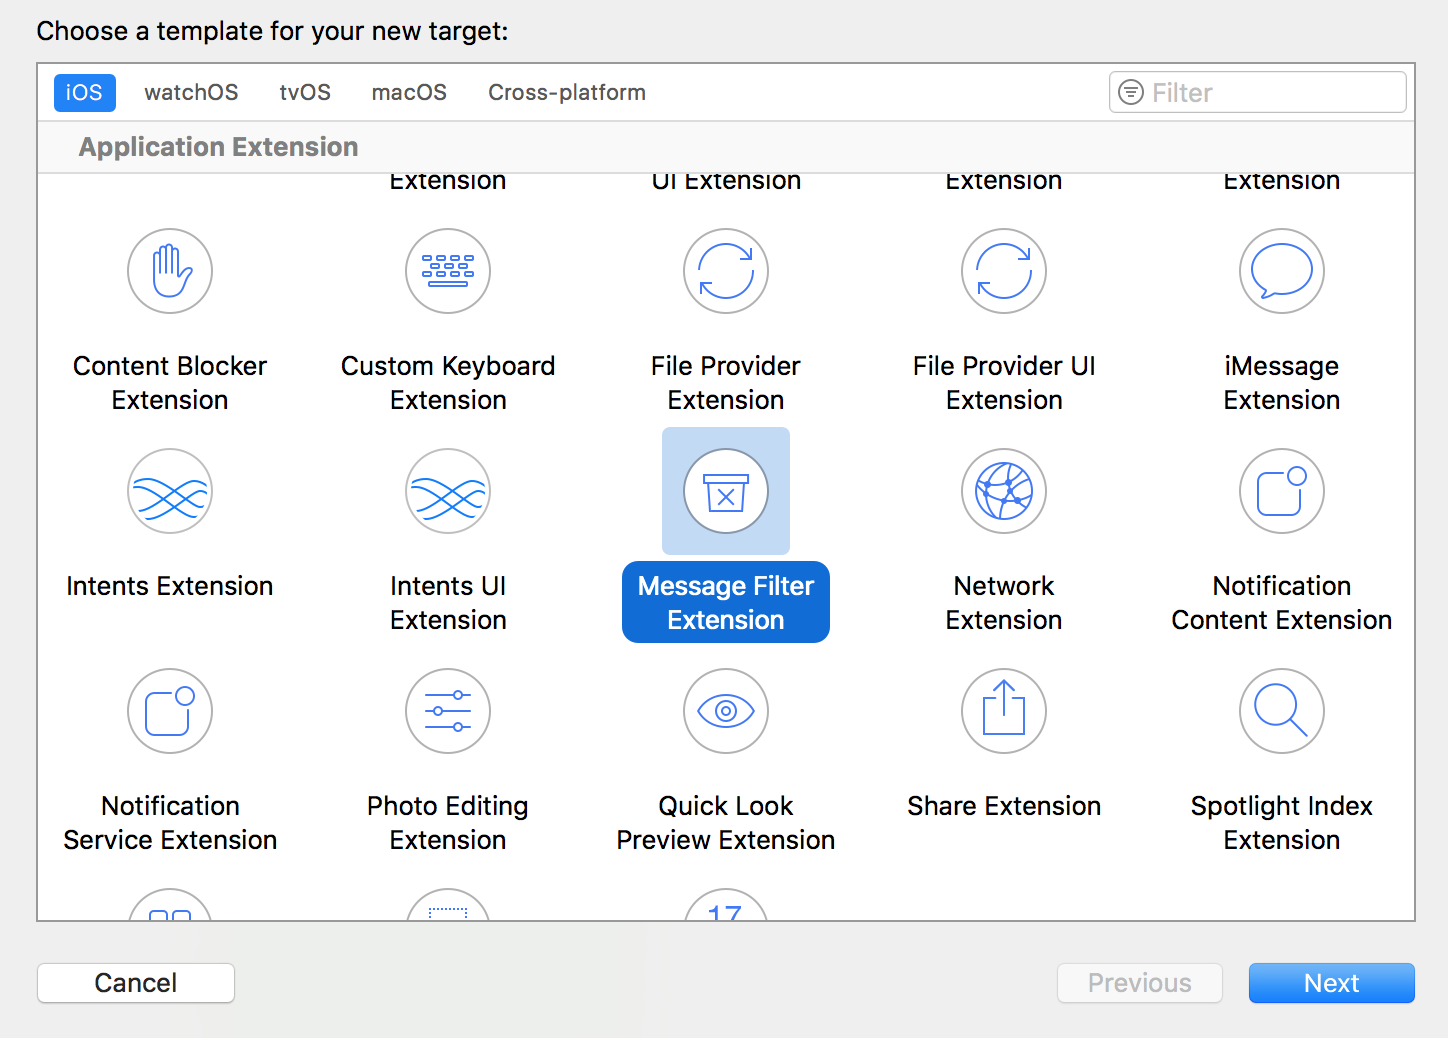 Choose a template for your new target:
iOS watchOS tvOS macOS Cross-platform Filter
Application Extension
Extension UI Extension Extension Extension
Content Blocker Custom Keyboard File Provider File Provider UI iMessage
Extension Extension Extension Extension Extension
Intents Extension Intents UI Message Filter Network Notification
Extension Extension Extension Content Extension
Notification Photo Editing Quick Look Share Extension Spotlight Index
Service Extension Extension Preview Extension Extension
17
Cancel Previous Next